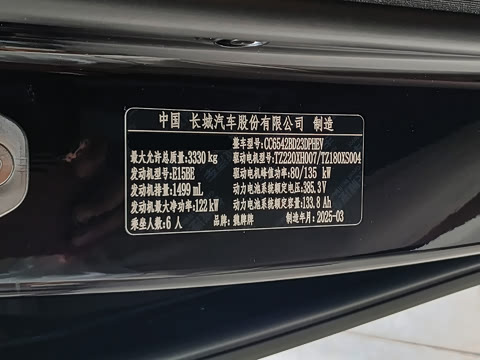 中国 长城汽车股份有限公司 制造
整车型号:CC6542BD23DPHEV
最大允许总质量:3330kg 驱动电机型号:TZ220XH007/TZ180XS004
发动机型号:E15BE 驱动电机峰值功率:80/135 kW
发动机排量:1499 mL 动力电池系统额定电压:385.3V
发动机最大净功率:122kW 动力电池系统额定容量:133.8 Ah
乘坐人数:6 人 品牌:魏牌牌 制造年月:2025-03